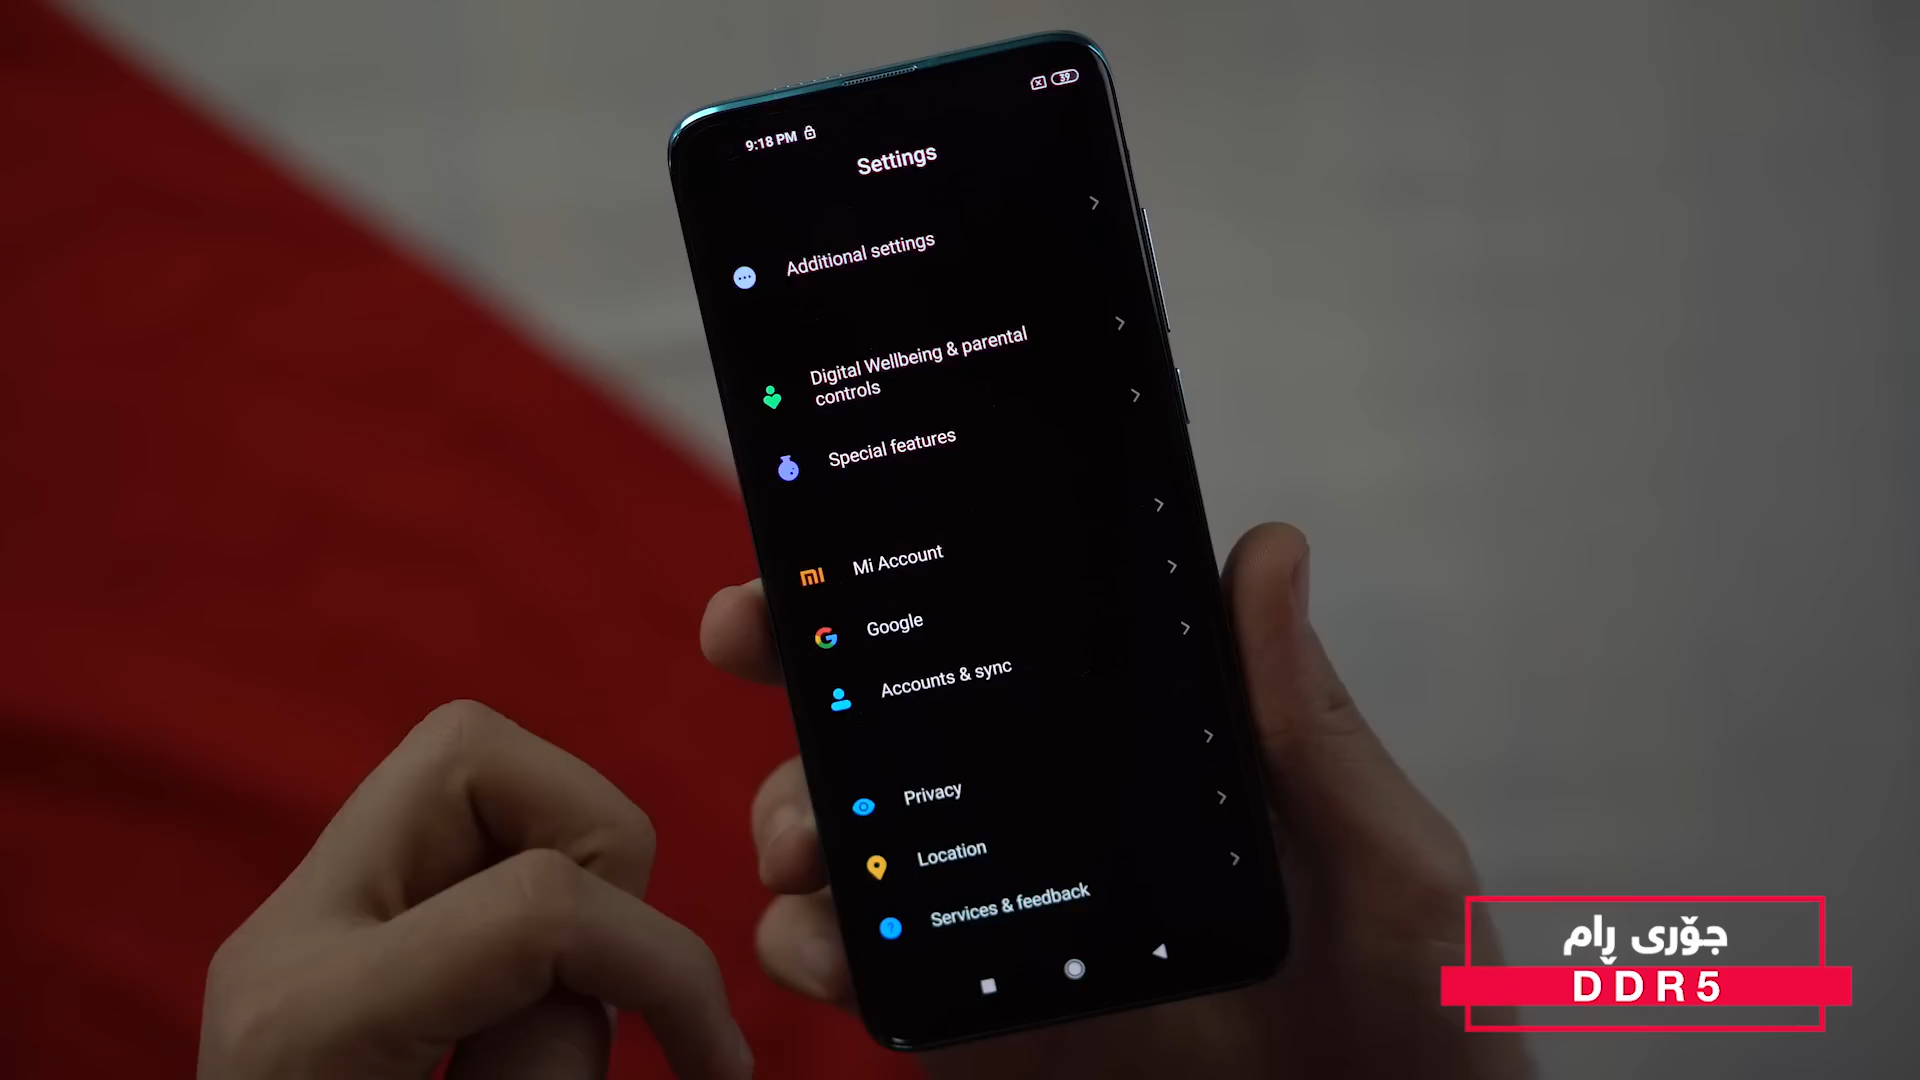 9:18 PM
39
Settings
Additional settings
Digital Wellbeing & parental
controls
Special features
Mi Account
Google
Accounts & sync
Privacy
Location
Services & feedback
جۆری ڕام
DDR5